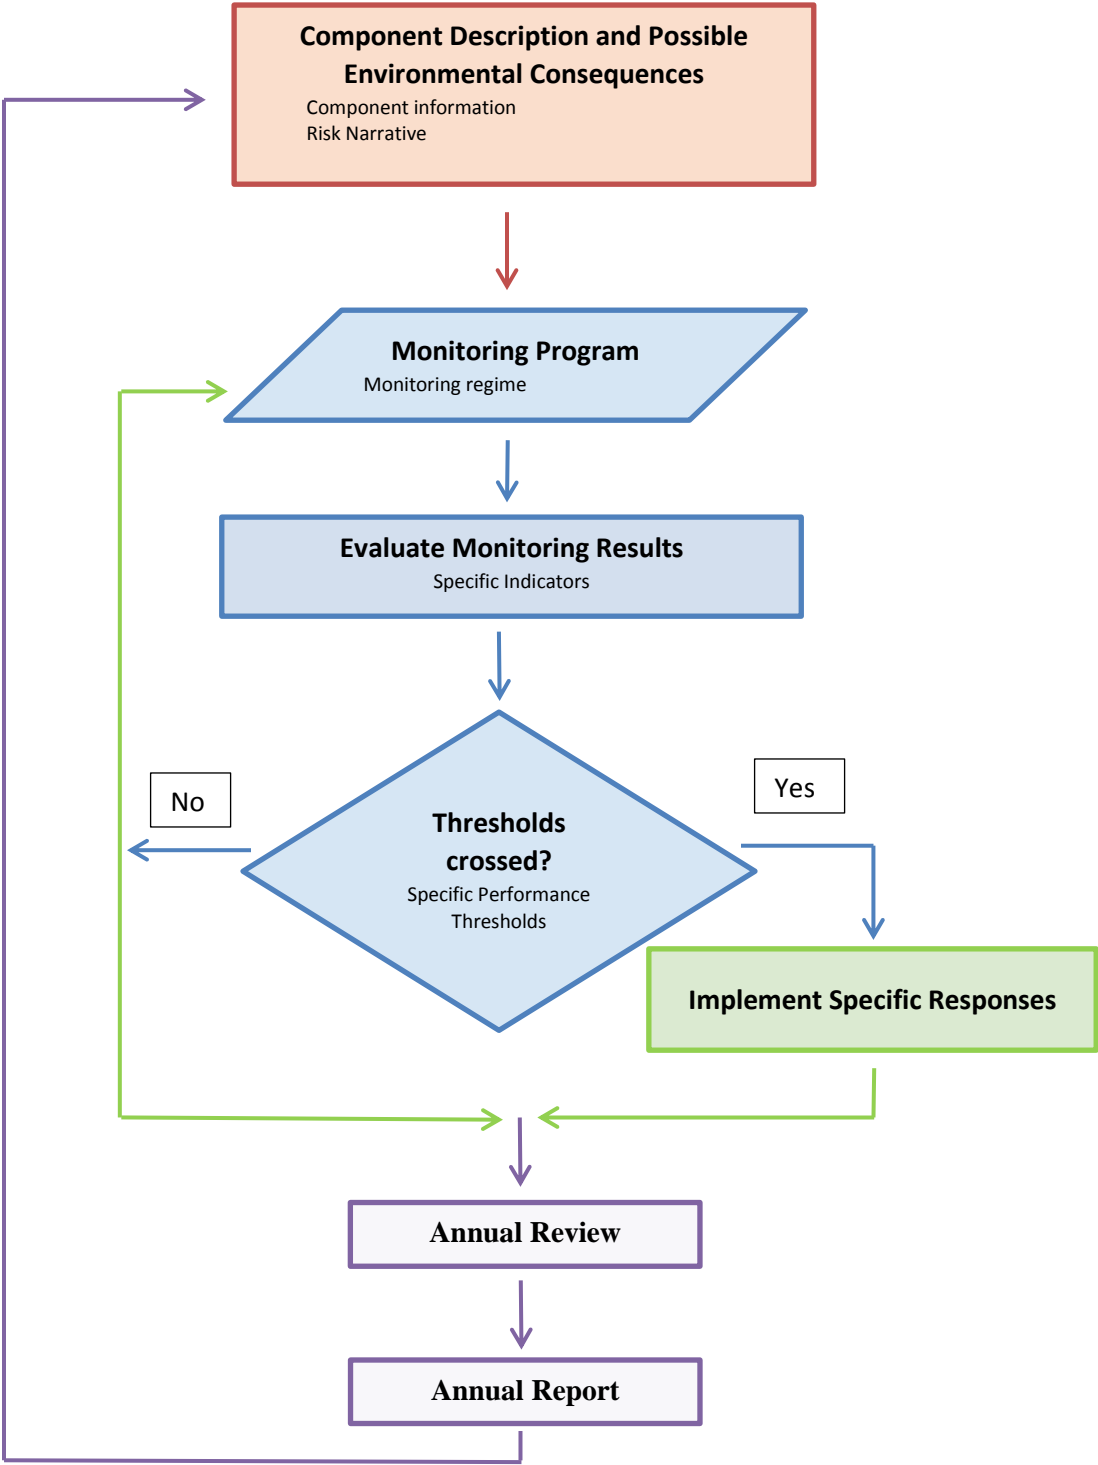 Component Description and Possible
Environmental Consequences
Component information
Risk Narrative
Monitoring Program
Monitoring regime
Evaluate Monitoring Results
Specific Indicators
No
Yes
Thresholds
crossed?
Specific Performance
Thresholds
Implement Specific Responses
Annual Review
Annual Report